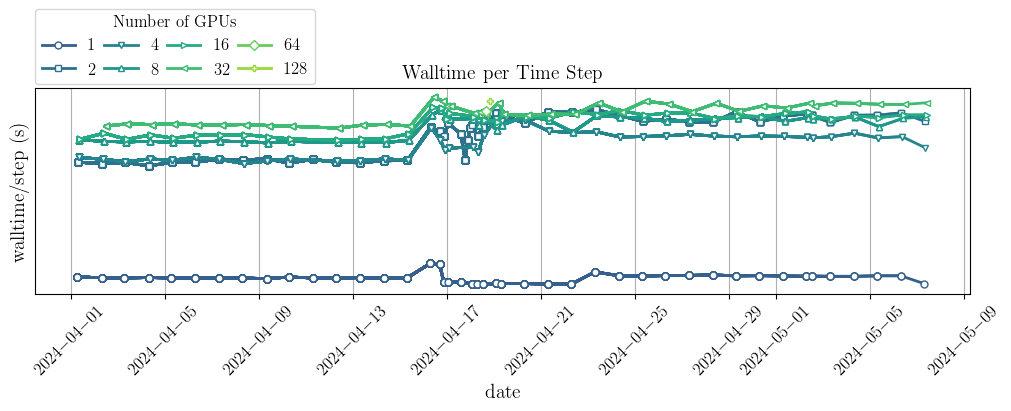 Number of GPUs
1 4 16 64
2 8 32 128
Walltime per Time Step
walltime/step (s)
2024−04−01 2024−04−05 2024−04−09 2024−04−13 2024−04−17 2024−04−21 2024−04−25 2024−04−29 2024−05−01 2024−05−05 2024−05−09
date